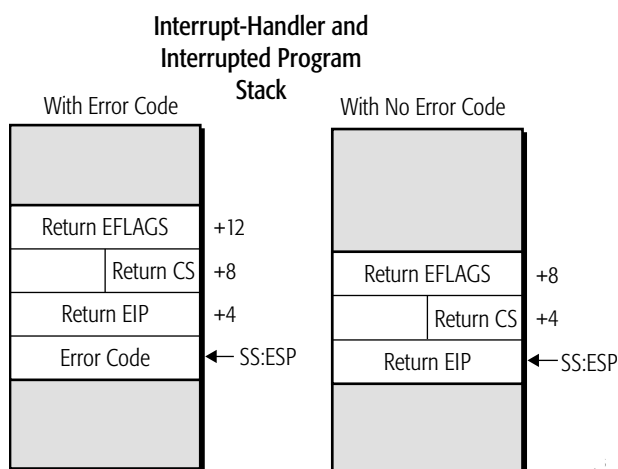 Interrupt-Handler and
Interrupted Program
Stack
With Error Code
Return EFLAGS +12
Return CS +8
Return EIP +4
Error Code SS:ESP
With No Error Code
Return EFLAGS +8
Return CS +4
Return EIP SS:ESP